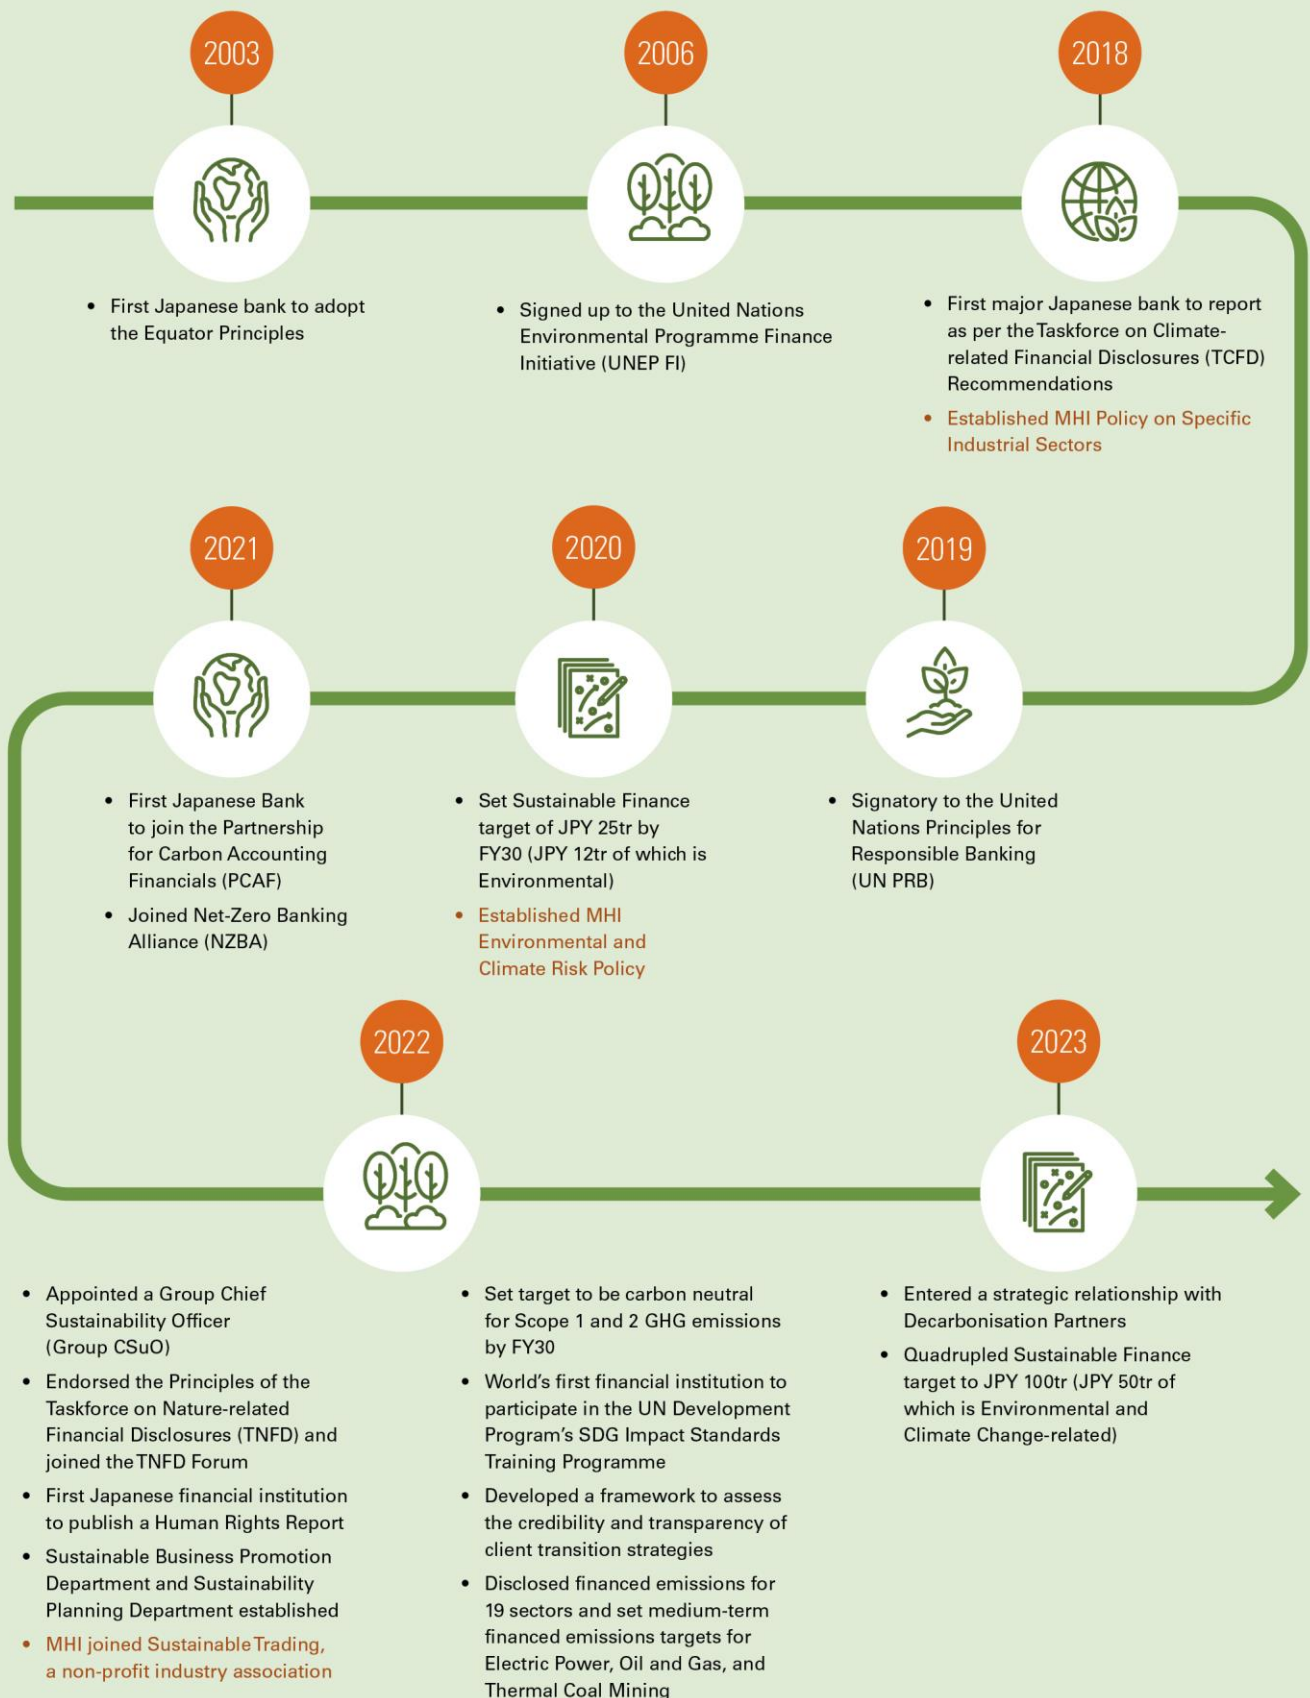 2003
• First Japanese bank to adopt
the Equator Principles
2006
• Signed up to the United Nations
Environmental Programme Finance
Initiative (UNEP FI)
2018
• First major Japanese bank to report
as per the Taskforce on Climate-
related Financial Disclosures (TCFD)
Recommendations
• Established MHI Policy on Specific
Industrial Sectors
2019
• Signatory to the United
Nations Principles for
Responsible Banking
(UN PRB)
2020
• Set Sustainable Finance
target of JPY 25tr by
FY30 (JPY 12tr of which is
Environmental)
• Established MHI
Environmental and
Climate Risk Policy
2021
• First Japanese Bank
to join the Partnership
for Carbon Accounting
Financials (PCAF)
• Joined Net-Zero Banking
Alliance (NZBA)
2022
• Appointed a Group Chief
Sustainability Officer
(Group CSuO)
• Endorsed the Principles of the
Taskforce on Nature-related
Financial Disclosures (TNFD) and
joined the TNFD Forum
• First Japanese financial institution
to publish a Human Rights Report
• Sustainable Business Promotion
Department and Sustainability
Planning Department established
• MHI joined Sustainable Trading,
a non-profit industry association
• Set target to be carbon neutral
for Scope 1 and 2 GHG emissions
by FY30
• World's first financial institution to
participate in the UN Development
Program's SDG Impact Standards
Training Programme
• Developed a framework to assess
the credibility and transparency of
client transition strategies
• Disclosed financed emissions for
19 sectors and set medium-term
financed emissions targets for
Electric Power, Oil and Gas, and
Thermal Coal Mining
2023
• Entered a strategic relationship with
Decarbonisation Partners
• Quadrupled Sustainable Finance
target to JPY 100tr (JPY 50tr of
which is Environmental and
Climate Change-related)